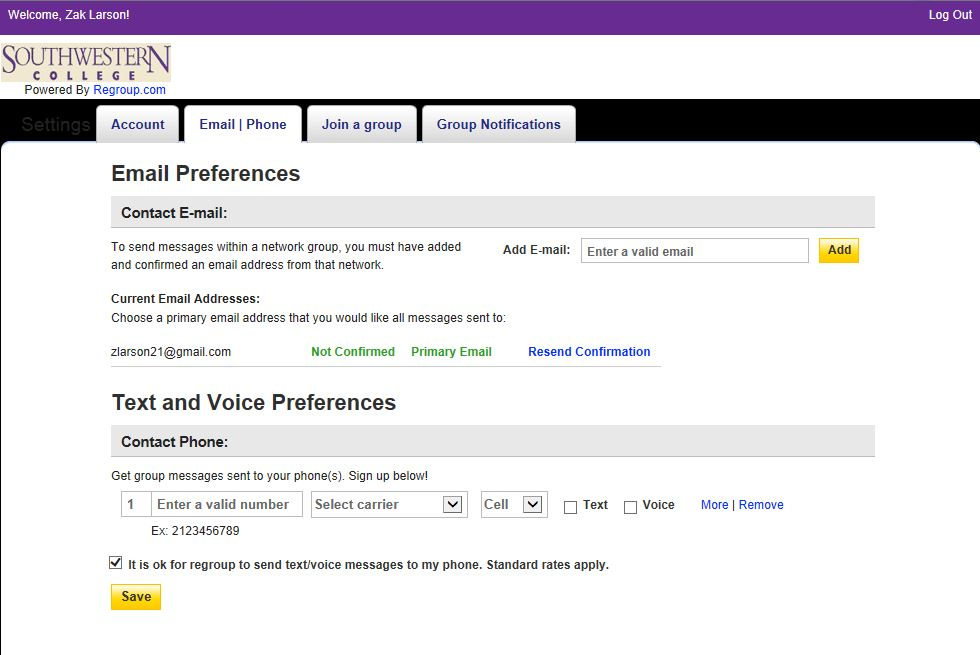 Welcome, Zak Larson!
Log Out
SOUTHWESTERN
COLLEGE
Powered By Regroup.com
Settings
Account
Email | Phone
Join a group
Group Notifications
Email Preferences
Contact E-mail:
To send messages within a network group, you must have added
and confirmed an email address from that network.
Add E-mail:
Enter a valid email
Add
Current Email Addresses:
Choose a primary email address that you would like all messages sent to:
zlarson21@gmail.com Not Confirmed Primary Email Resend Confirmation
Text and Voice Preferences
Contact Phone:
Get group messages sent to your phone(s). Sign up below!
1 Enter a valid number Select carrier Cell Text Voice More | Remove
Ex: 2123456789
It is ok for regroup to send text/voice messages to my phone. Standard rates apply.
Save